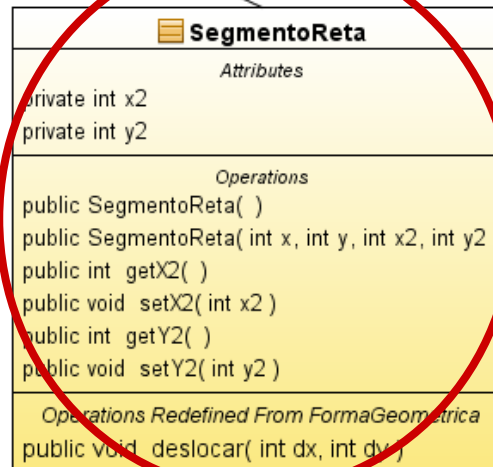 SegmentoReta
Attributes
private int x2
private int y2
Operations
public SegmentoReta( )
public SegmentoReta( int x, int y, int x2, int y2
public int getX2( )
public void setX2( int x2 )
public int getY2( )
public void setY2( int y2 )
Operations Redefined From FormaGeometrica
public void deslocar( int dx, int dy )